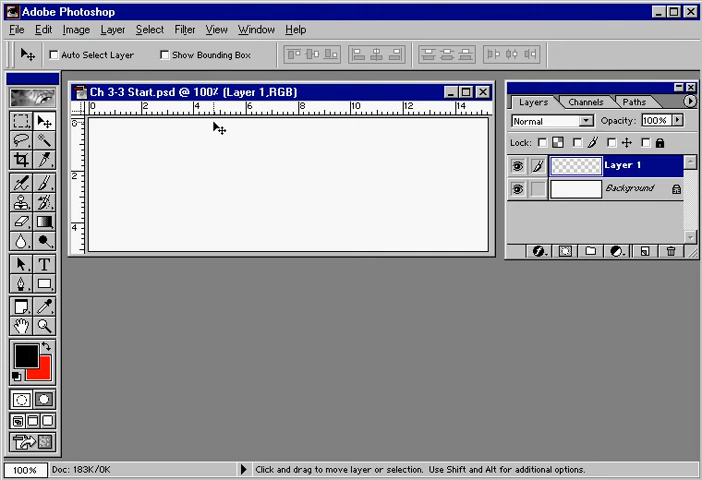 Adobe Photoshop
File Edit Image Layer Select Filter View Window Help
Auto Select Layer Show Bounding Box
Ch 3-3 Start.psd @ 100% (Layer 1,RGB)
0 2 4 6 8 10 12 14
0
2
4
Layers Channels Paths
Normal Opacity: 100%
Lock:
Layer 1
Background
T
100% Doc: 183K/0K Click and drag to move layer or selection. Use Shift and Alt for additional options.